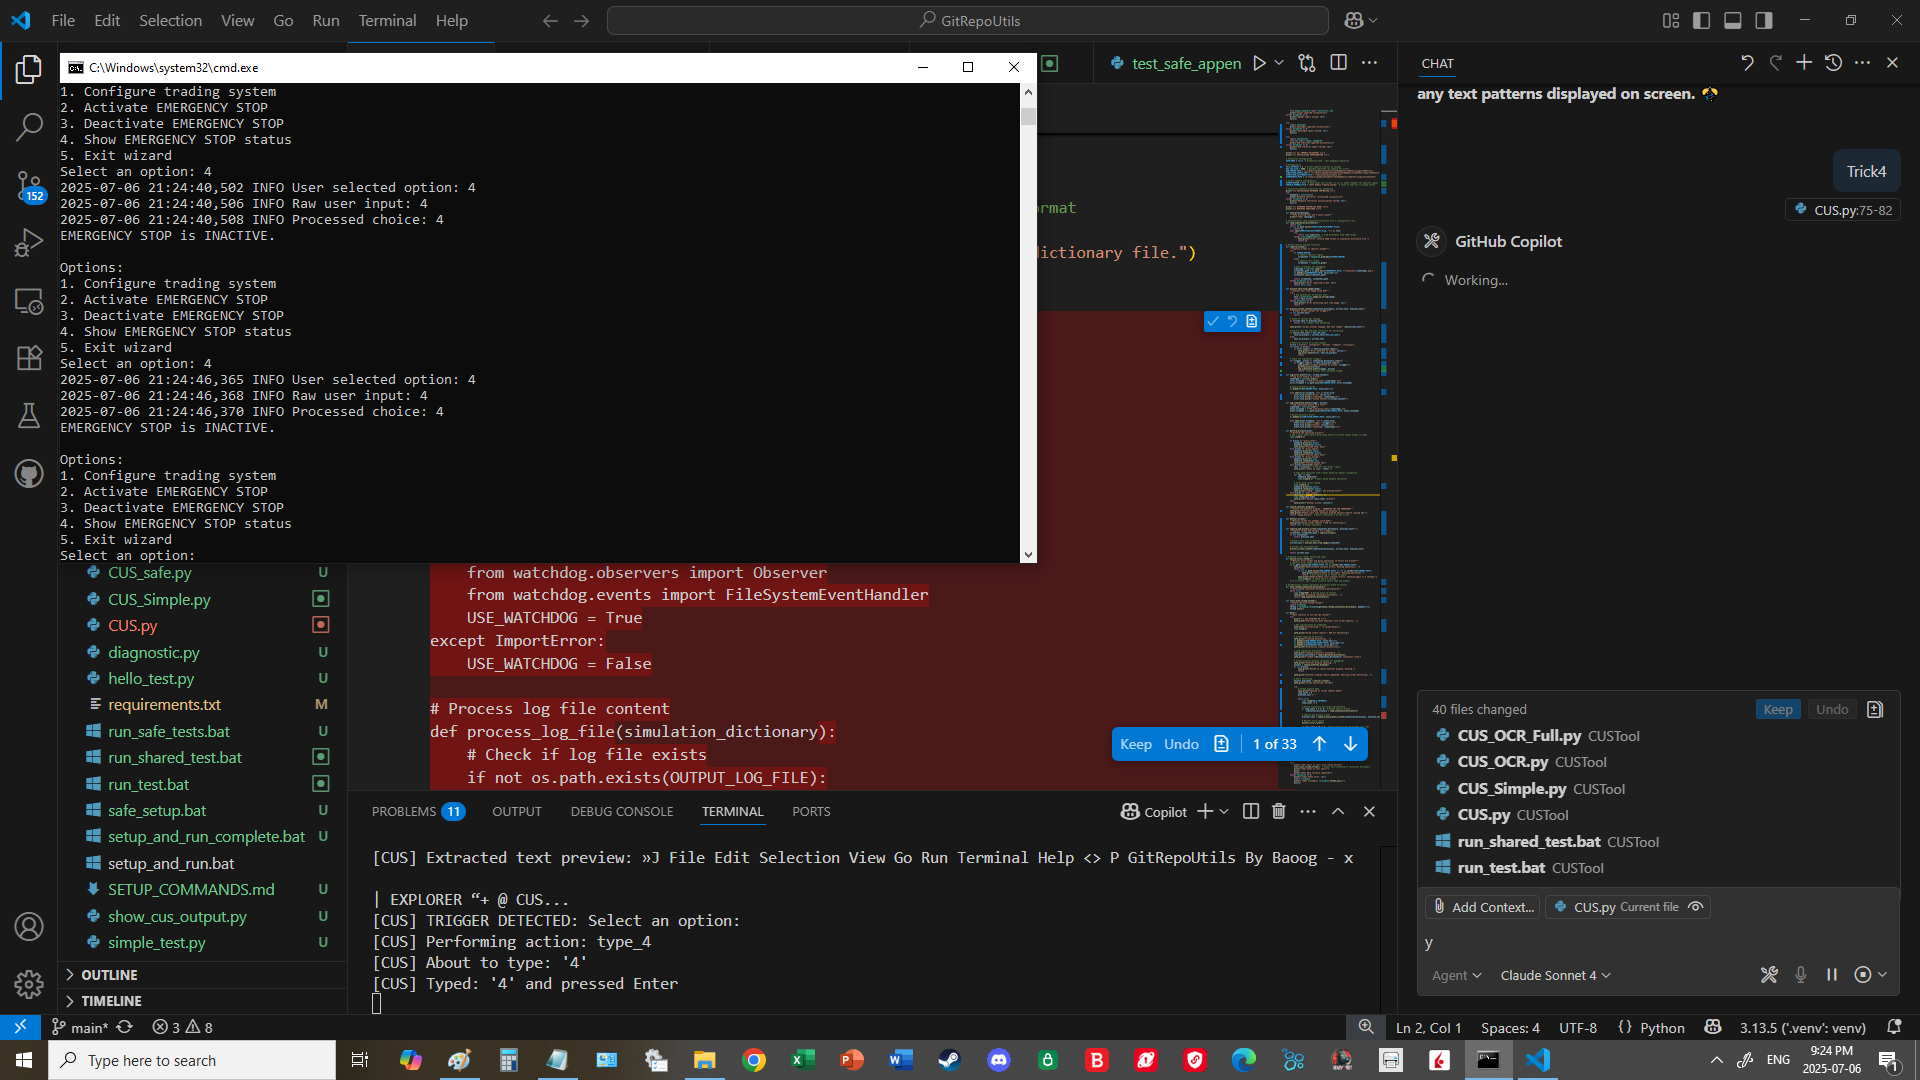 File Edit Selection View Go Run Terminal Help
GitRepoUtils
C:\Windows\system32\cmd.exe
1. Configure trading system
2. Activate EMERGENCY STOP
3. Deactivate EMERGENCY STOP
4. Show EMERGENCY STOP status
5. Exit wizard
Select an option: 4
2025-07-06 21:24:40,502 INFO User selected option: 4
2025-07-06 21:24:40,506 INFO Raw user input: 4
2025-07-06 21:24:40,508 INFO Processed choice: 4
EMERGENCY STOP is INACTIVE.
Options:
1. Configure trading system
2. Activate EMERGENCY STOP
3. Deactivate EMERGENCY STOP
4. Show EMERGENCY STOP status
5. Exit wizard
Select an option: 4
2025-07-06 21:24:46,365 INFO User selected option: 4
2025-07-06 21:24:46,368 INFO Raw user input: 4
2025-07-06 21:24:46,370 INFO Processed choice: 4
EMERGENCY STOP is INACTIVE.
Options:
1. Configure trading system
2. Activate EMERGENCY STOP
3. Deactivate EMERGENCY STOP
4. Show EMERGENCY STOP status
5. Exit wizard
Select an option:
152
test_safe_appen
ormat
dictionary file.")
CUS_safe.py U
CUS_Simple.py
CUS.py
diagnostic.py U
hello_test.py U
requirements.txt M
run_safe_tests.bat U
run_shared_test.bat
run_test.bat
safe_setup.bat U
setup_and_run_complete.bat U
setup_and_run.bat
SETUP_COMMANDS.md U
show_cus_output.py U
simple_test.py U
OUTLINE
TIMELINE
from watchdog.observers import Observer
from watchdog.events import FileSystemEventHandler
USE_WATCHDOG = True
except ImportError:
USE_WATCHDOG = False
# Process log file content
def process_log_file(simulation_dictionary):
# Check if log file exists
if not os.path.exists(OUTPUT_LOG_FILE):
Keep Undo 1 of 33
PROBLEMS 11 OUTPUT DEBUG CONSOLE TERMINAL PORTS
Copilot
[CUS] Extracted text preview: »J File Edit Selection View Go Run Terminal Help <> P GitRepoUtils By Baoog - x
| EXPLORER “+ @ CUS...
[CUS] TRIGGER DETECTED: Select an option:
[CUS] Performing action: type_4
[CUS] About to type: '4'
[CUS] Typed: '4' and pressed Enter
CHAT
any text patterns displayed on screen.
Trick4
CUS.py:75-82
GitHub Copilot
Working...
40 files changed Keep Undo
CUS_OCR_Full.py CUSTool
CUS_OCR.py CUSTool
CUS_Simple.py CUSTool
CUS.py CUSTool
run_shared_test.bat CUSTool
run_test.bat CUSTool
Add Context... CUS.py Current file
y
Agent Claude Sonnet 4
main* 3 8
Ln 2, Col 1 Spaces: 4 UTF-8 {} Python 3.13.5 ('.venv': venv)
Type here to search
ENG
9:24 PM
2025-07-06
1